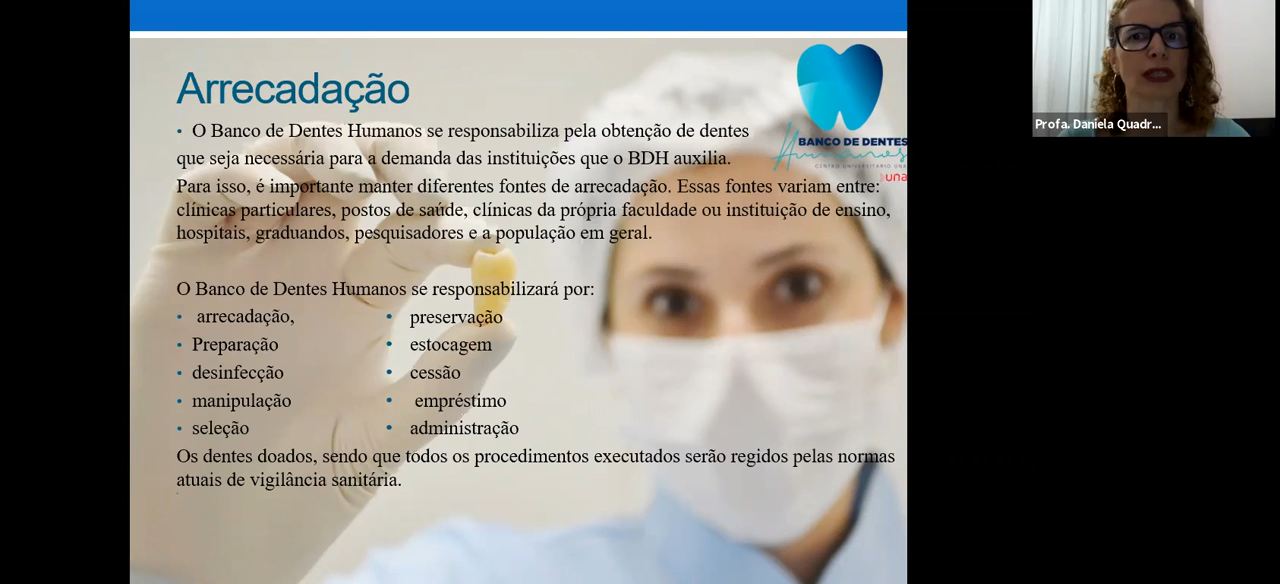 Arrecadação
• O Banco de Dentes Humanos se responsabiliza pela obtenção de dentes
que seja necessária para a demanda das instituições que o BDH auxilia.
Para isso, é importante manter diferentes fontes de arrecadação. Essas fontes variam entre:
clínicas particulares, postos de saúde, clínicas da própria faculdade ou instituição de ensino,
hospitais, graduandos, pesquisadores e a população em geral.
O Banco de Dentes Humanos se responsabilizará por:
• arrecadação,
• Preparação
• desinfecção
• manipulação
• seleção
• preservação
• estocagem
• cessão
• empréstimo
• administração
Os dentes doados, sendo que todos os procedimentos executados serão regidos pelas normas
atuais de vigilância sanitária.
BANCO DE DENTES
Humanos
CENTRO UNIVERSITÁRIO UNA
una
Profa. Daniela Quadr...